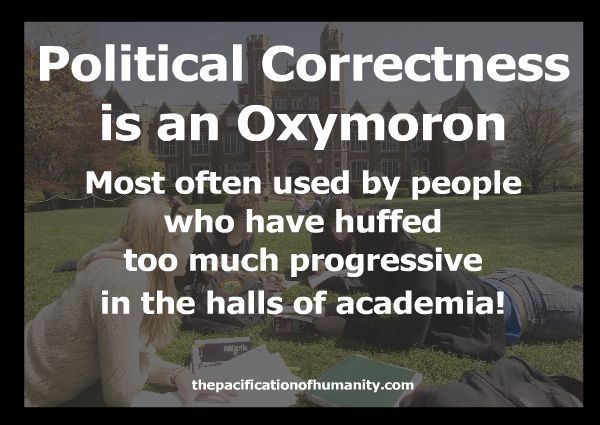 Political Correctness
is an Oxymoron
Most often used by people
who have huffed
too much progressive
in the halls of academia!
thepacificationofhumanity.com